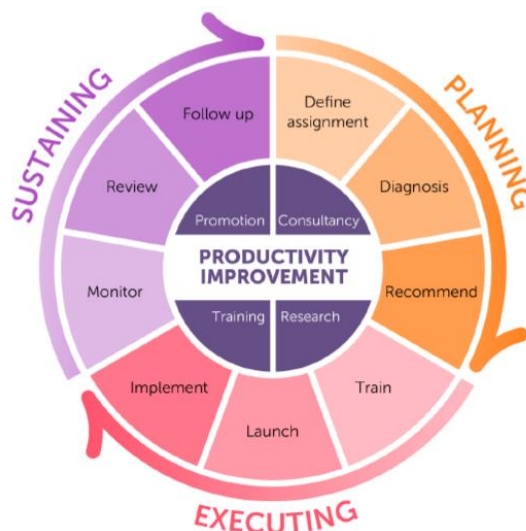 SUSTAINING
PLANNING
EXECUTING
Follow up
Define
assignment
Review
Diagnosis
Monitor
Recommend
Implement
Launch
Train
Promotion
Consultancy
PRODUCTIVITY
IMPROVEMENT
Training
Research